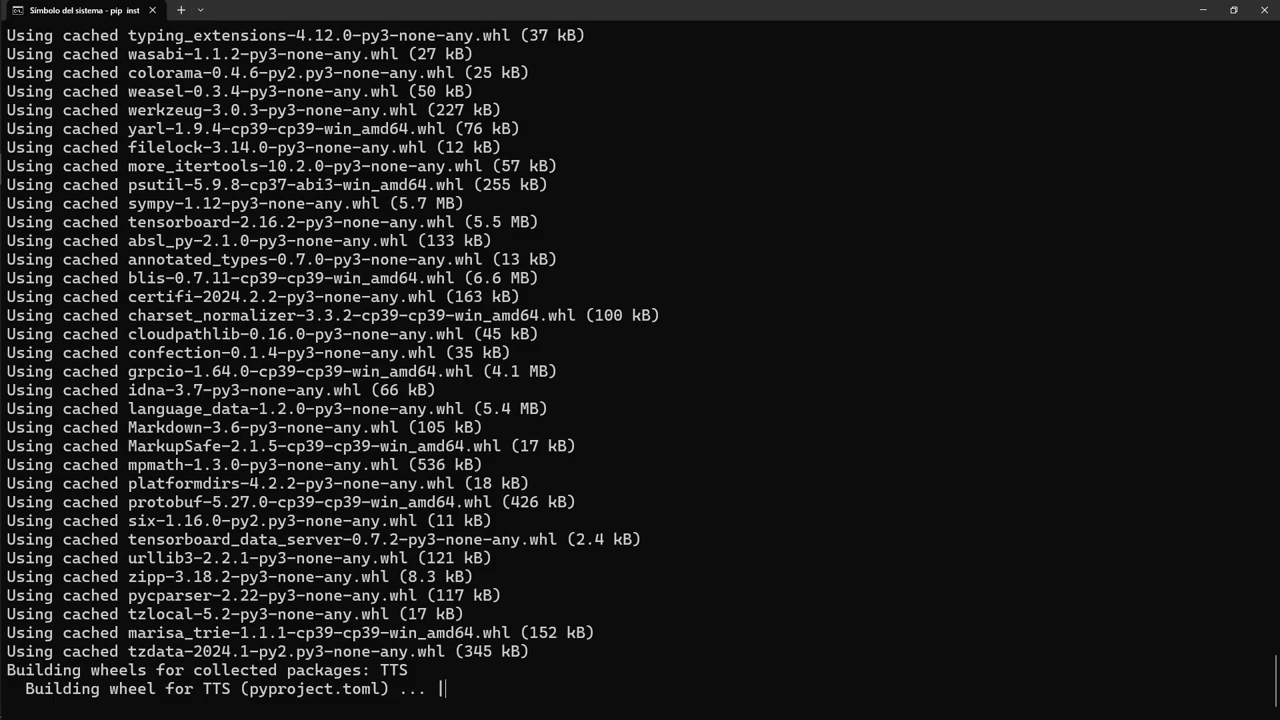 Símbolo del sistema - pip inst
Using cached typing_extensions-4.12.0-py3-none-any.whl (37 kB)
Using cached wasabi-1.1.2-py3-none-any.whl (27 kB)
Using cached colorama-0.4.6-py2.py3-none-any.whl (25 kB)
Using cached weasel-0.3.4-py3-none-any.whl (50 kB)
Using cached werkzeug-3.0.3-py3-none-any.whl (227 kB)
Using cached yarl-1.9.4-cp39-cp39-win_amd64.whl (76 kB)
Using cached filelock-3.14.0-py3-none-any.whl (12 kB)
Using cached more_itertools-10.2.0-py3-none-any.whl (57 kB)
Using cached psutil-5.9.8-cp37-abi3-win_amd64.whl (255 kB)
Using cached sympy-1.12-py3-none-any.whl (5.7 MB)
Using cached tensorboard-2.16.2-py3-none-any.whl (5.5 MB)
Using cached absl_py-2.1.0-py3-none-any.whl (133 kB)
Using cached annotated_types-0.7.0-py3-none-any.whl (13 kB)
Using cached blis-0.7.11-cp39-cp39-win_amd64.whl (6.6 MB)
Using cached certifi-2024.2.2-py3-none-any.whl (163 kB)
Using cached charset_normalizer-3.3.2-cp39-cp39-win_amd64.whl (100 kB)
Using cached cloudpathlib-0.16.0-py3-none-any.whl (45 kB)
Using cached confection-0.1.4-py3-none-any.whl (35 kB)
Using cached grpcio-1.64.0-cp39-cp39-win_amd64.whl (4.1 MB)
Using cached idna-3.7-py3-none-any.whl (66 kB)
Using cached language_data-1.2.0-py3-none-any.whl (5.4 MB)
Using cached Markdown-3.6-py3-none-any.whl (105 kB)
Using cached MarkupSafe-2.1.5-cp39-cp39-win_amd64.whl (17 kB)
Using cached mpmath-1.3.0-py3-none-any.whl (536 kB)
Using cached platformdirs-4.2.2-py3-none-any.whl (18 kB)
Using cached protobuf-5.27.0-cp39-cp39-win_amd64.whl (426 kB)
Using cached six-1.16.0-py2.py3-none-any.whl (11 kB)
Using cached tensorboard_data_server-0.7.2-py3-none-any.whl (2.4 kB)
Using cached urllib3-2.2.1-py3-none-any.whl (121 kB)
Using cached zipp-3.18.2-py3-none-any.whl (8.3 kB)
Using cached pycparser-2.22-py3-none-any.whl (117 kB)
Using cached tzlocal-5.2-py3-none-any.whl (17 kB)
Using cached marisa_trie-1.1.1-cp39-cp39-win_amd64.whl (152 kB)
Using cached tzdata-2024.1-py2.py3-none-any.whl (345 kB)
Building wheels for collected packages: TTS
  Building wheel for TTS (pyproject.toml) ... |